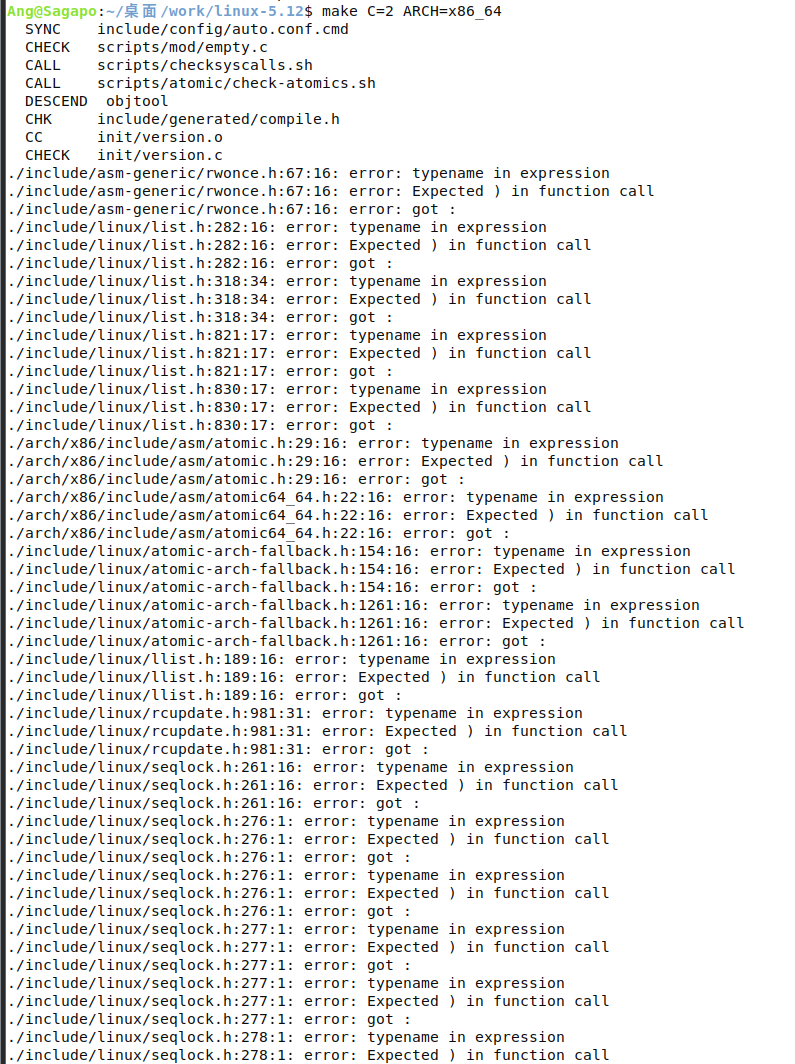 Ang@Sagapo:~/桌面/work/linux-5.12$ make C=2 ARCH=x86_64
  SYNC    include/config/auto.conf.cmd
  CHECK   scripts/mod/empty.c
  CALL    scripts/checksyscalls.sh
  CALL    scripts/atomic/check-atomics.sh
  DESCEND  objtool
  CHK     include/generated/compile.h
  CC      init/version.o
  CHECK   init/version.c
./include/asm-generic/rwonce.h:67:16: error: typename in expression
./include/asm-generic/rwonce.h:67:16: error: Expected ) in function call
./include/asm-generic/rwonce.h:67:16: error: got :
./include/linux/list.h:282:16: error: typename in expression
./include/linux/list.h:282:16: error: Expected ) in function call
./include/linux/list.h:282:16: error: got :
./include/linux/list.h:318:34: error: typename in expression
./include/linux/list.h:318:34: error: Expected ) in function call
./include/linux/list.h:318:34: error: got :
./include/linux/list.h:821:17: error: typename in expression
./include/linux/list.h:821:17: error: Expected ) in function call
./include/linux/list.h:821:17: error: got :
./include/linux/list.h:830:17: error: typename in expression
./include/linux/list.h:830:17: error: Expected ) in function call
./include/linux/list.h:830:17: error: got :
./arch/x86/include/asm/atomic.h:29:16: error: typename in expression
./arch/x86/include/asm/atomic.h:29:16: error: Expected ) in function call
./arch/x86/include/asm/atomic.h:29:16: error: got :
./arch/x86/include/asm/atomic64_64.h:22:16: error: typename in expression
./arch/x86/include/asm/atomic64_64.h:22:16: error: Expected ) in function call
./arch/x86/include/asm/atomic64_64.h:22:16: error: got :
./include/linux/atomic-arch-fallback.h:154:16: error: typename in expression
./include/linux/atomic-arch-fallback.h:154:16: error: Expected ) in function call
./include/linux/atomic-arch-fallback.h:154:16: error: got :
./include/linux/atomic-arch-fallback.h:1261:16: error: typename in expression
./include/linux/atomic-arch-fallback.h:1261:16: error: Expected ) in function call
./include/linux/atomic-arch-fallback.h:1261:16: error: got :
./include/linux/llist.h:189:16: error: typename in expression
./include/linux/llist.h:189:16: error: Expected ) in function call
./include/linux/llist.h:189:16: error: got :
./include/linux/rcupdate.h:981:31: error: typename in expression
./include/linux/rcupdate.h:981:31: error: Expected ) in function call
./include/linux/rcupdate.h:981:31: error: got :
./include/linux/seqlock.h:261:16: error: typename in expression
./include/linux/seqlock.h:261:16: error: Expected ) in function call
./include/linux/seqlock.h:261:16: error: got :
./include/linux/seqlock.h:276:1: error: typename in expression
./include/linux/seqlock.h:276:1: error: Expected ) in function call
./include/linux/seqlock.h:276:1: error: got :
./include/linux/seqlock.h:276:1: error: typename in expression
./include/linux/seqlock.h:276:1: error: Expected ) in function call
./include/linux/seqlock.h:276:1: error: got :
./include/linux/seqlock.h:277:1: error: typename in expression
./include/linux/seqlock.h:277:1: error: Expected ) in function call
./include/linux/seqlock.h:277:1: error: got :
./include/linux/seqlock.h:277:1: error: typename in expression
./include/linux/seqlock.h:277:1: error: Expected ) in function call
./include/linux/seqlock.h:277:1: error: got :
./include/linux/seqlock.h:278:1: error: typename in expression
./include/linux/seqlock.h:278:1: error: Expected ) in function call